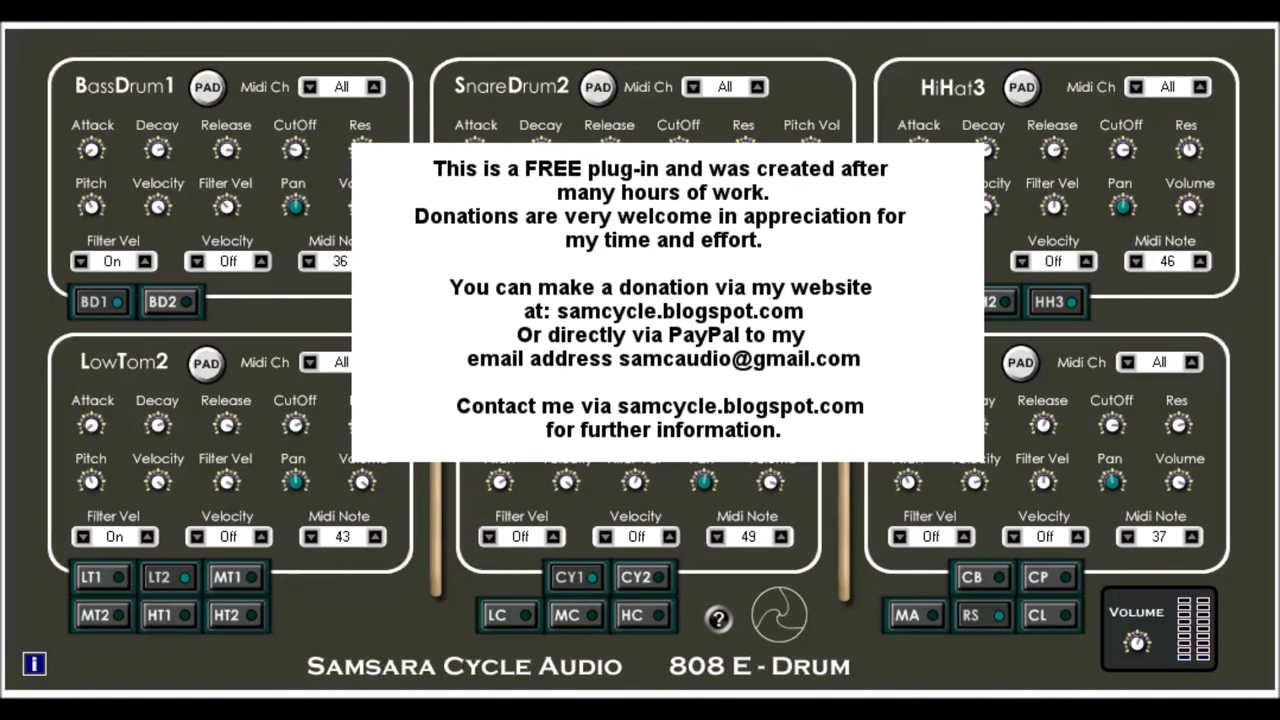 BassDrum1 PAD Midi Ch All
SnareDrum2 PAD Midi Ch All
HiHat3 PAD Midi Ch All
Attack Decay Release CutOff Res
Attack Decay Release CutOff Res Pitch Vol
Attack Decay Release CutOff Res
This is a FREE plug-in and was created after
many hours of work.
Donations are very welcome in appreciation for
my time and effort.
You can make a donation via my website
at: samcycle.blogspot.com
Or directly via PayPal to my
email address samcaudio@gmail.com
Contact me via samcycle.blogspot.com
for further information.
Pitch Velocity Filter Vel Pan
Filter Vel Pan Volume
Filter Vel Velocity Midi
On Off 36
Velocity Midi Note
Off 46
BD1 BD2
HH3
LowTom2 PAD Midi Ch All
PAD Midi Ch All
Attack Decay Release CutOff
Release CutOff Res
Pitch Velocity Filter Vel Pan Volume
Filter Vel Pan Volume
Filter Vel Velocity Midi Note
On Off 43
Filter Vel Velocity Midi Note
Off Off 49
Filter Vel Velocity Midi Note
Off Off 37
LT1 LT2 MT1
MT2 HT1 HT2
CY1 CY2
LC MC HC ?
CB CP
MA RS CL
VOLUME
i
SAMSARA CYCLE AUDIO 808 E - DRUM